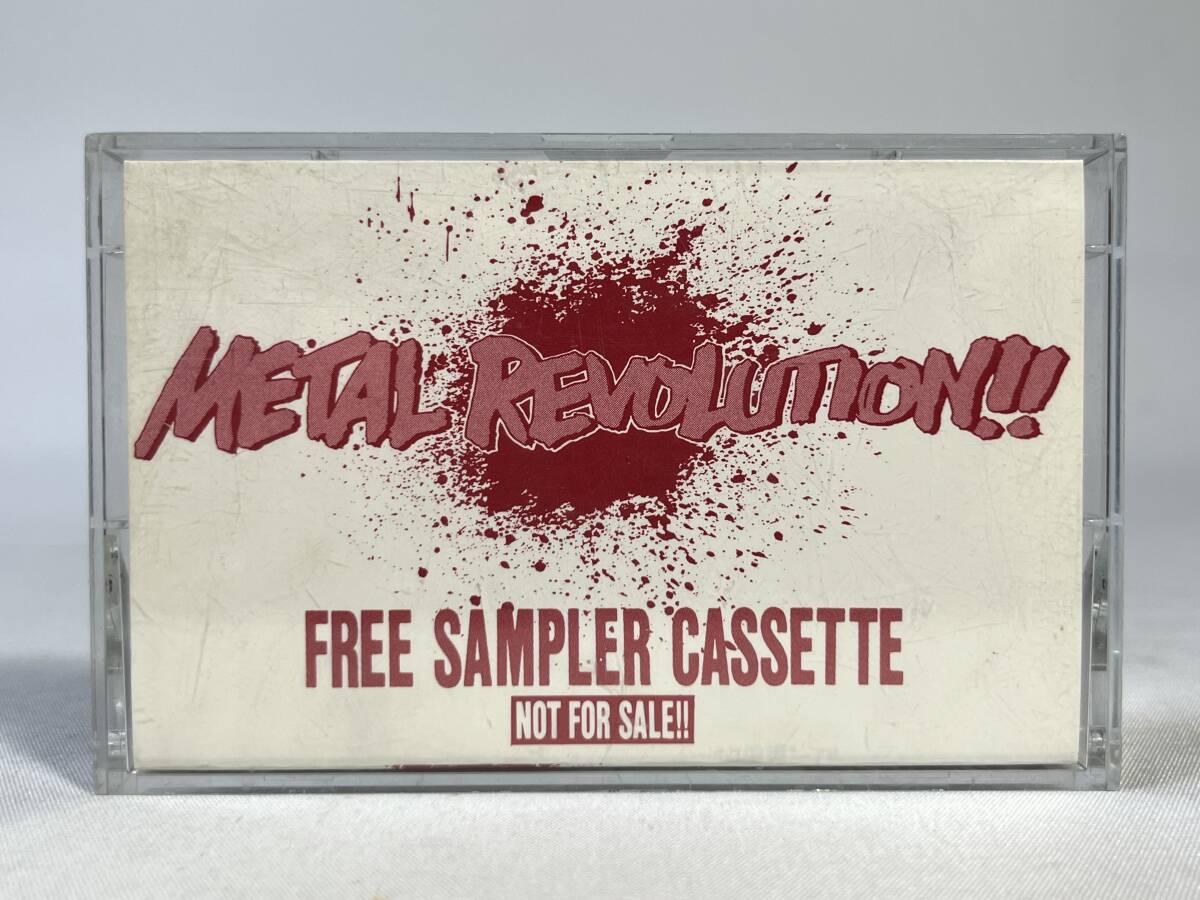 METAL REVOLUTION!!
FREE SAMPLER CASSETTE
NOT FOR SALE!!